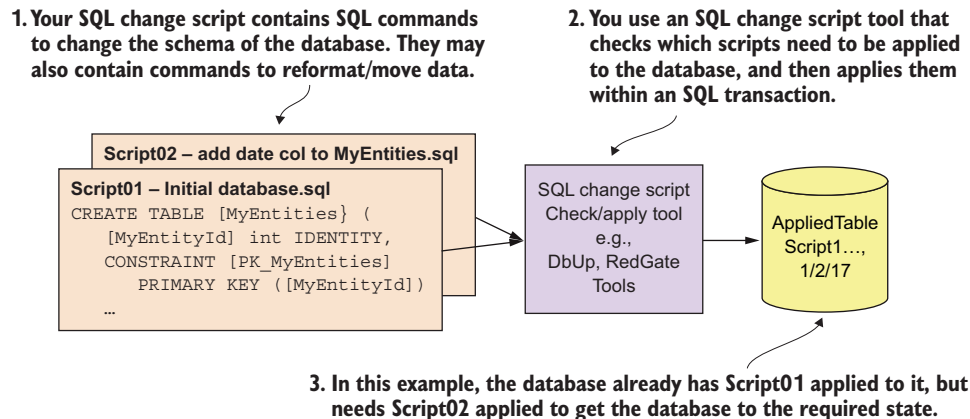 1. Your SQL change script contains SQL commands
to change the schema of the database. They may
also contain commands to reformat/move data.
2. You use an SQL change script tool that
checks which scripts need to be applied
to the database, and then applies them
within an SQL transaction.
Script02 – add date col to MyEntities.sql
Script01 – Initial database.sql
CREATE TABLE [MyEntities} (
[MyEntityId] int IDENTITY,
CONSTRAINT [PK_MyEntities]
PRIMARY KEY ([MyEntityId])
…
SQL change script
Check/apply tool
e.g.,
DbUp, RedGate
Tools
AppliedTable
Script1…,
1/2/17
3. In this example, the database already has Script01 applied to it, but
needs Script02 applied to get the database to the required state.